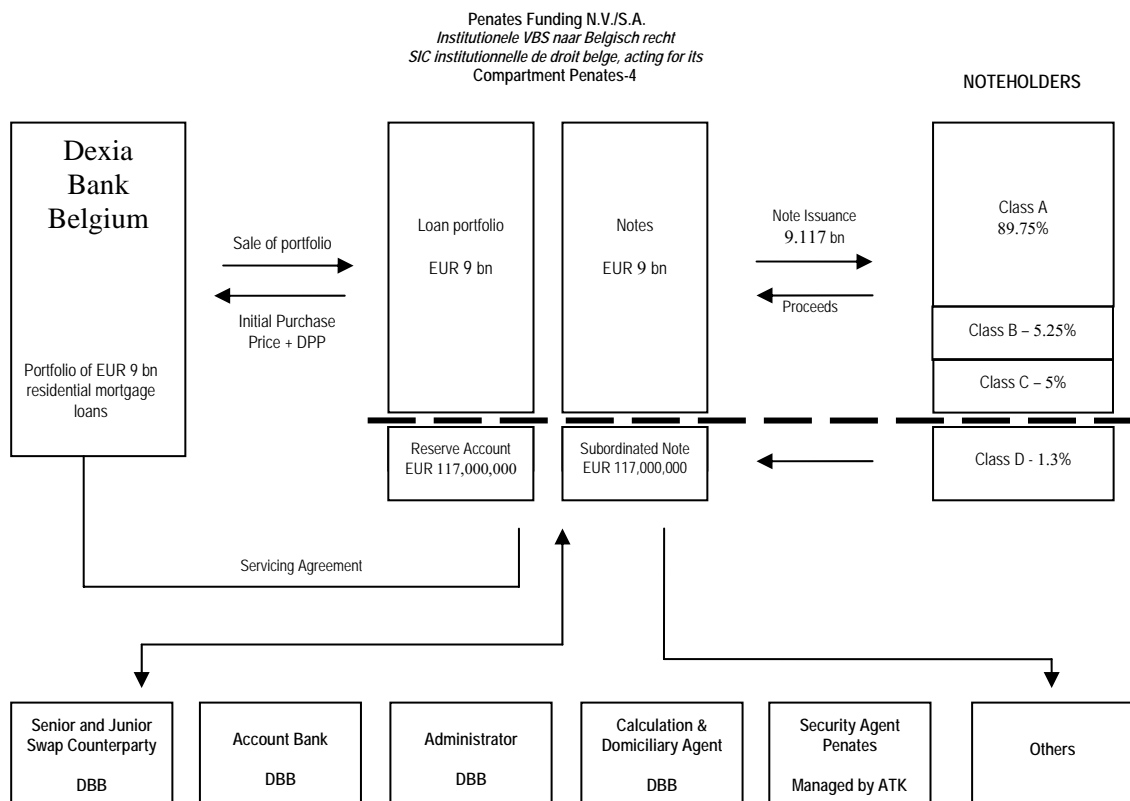 Penates Funding N.V./S.A.
Institutionele VBS naar Belgisch recht
SIC institutionnelle de droit belge, acting for its
Compartment Penates-4
NOTEHOLDERS
Dexia
Bank
Belgium
Portfolio of EUR 9 bn
residential mortgage
loans
Sale of portfolio
Initial Purchase
Price + DPP
Loan portfolio
EUR 9 bn
Notes
EUR 9 bn
Note Issuance
9.117 bn
Proceeds
Class A
89.75%
Class B – 5.25%
Class C – 5%
Reserve Account
EUR 117,000,000
Subordinated Note
EUR 117,000,000
Class D - 1.3%
Servicing Agreement
Senior and Junior
Swap Counterparty
DBB
Account Bank
DBB
Administrator
DBB
Calculation &
Domiciliary Agent
DBB
Security Agent
Penates
Managed by ATK
Others